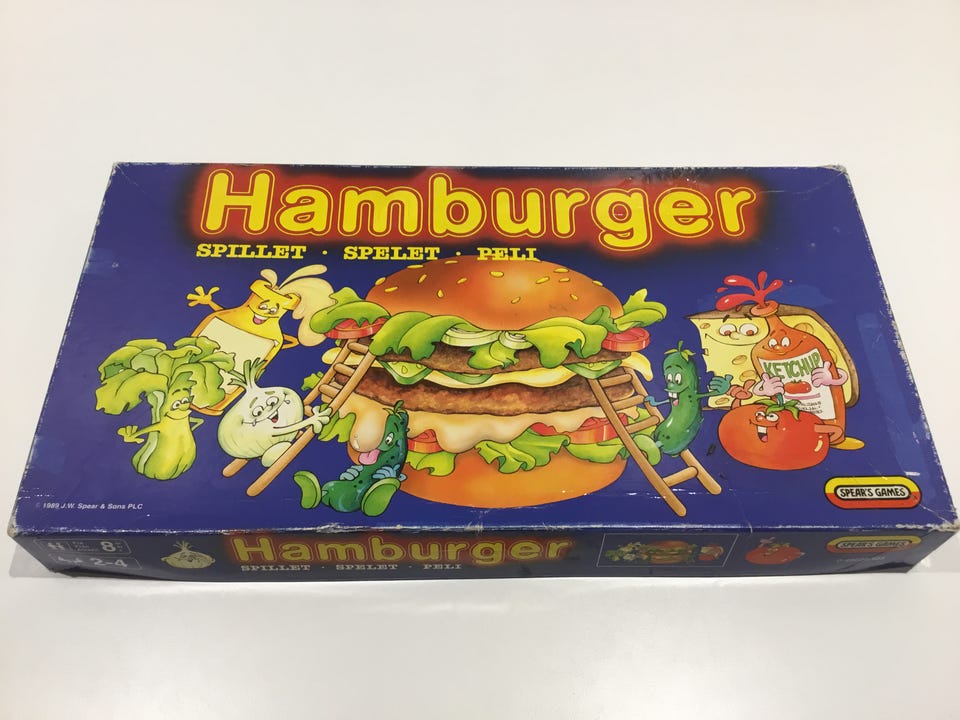 Hamburger
SPILLET · SPELET · PELI
KETCHUP
SPEAR'S GAMES
© 1989 J.W. Spear & Sons PLC
Hamburger
SPILLET · SPELET · PELI
8
2-4
SPEAR'S GAMES